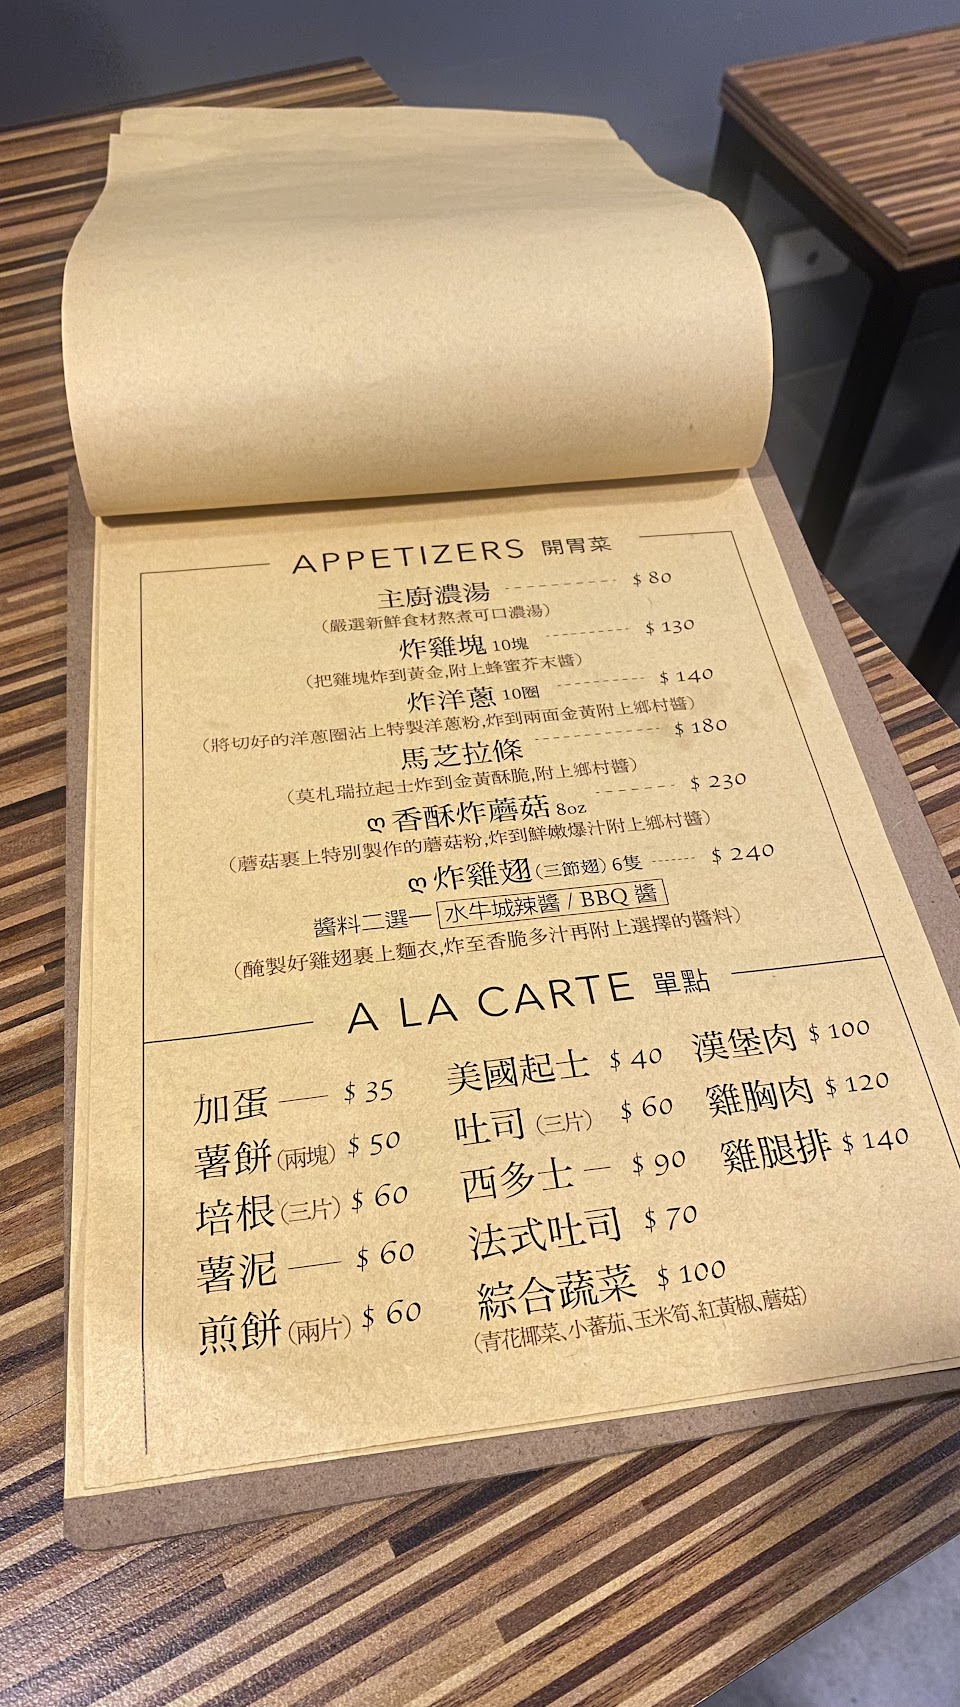 APPETIZERS 開胃菜
主廚濃湯 $ 80
(嚴選新鮮食材熬煮可口濃湯)
炸雞塊 10塊 $ 130
(把雞塊炸到黃金,附上蜂蜜芥末醬)
炸洋蔥 10圈 $ 140
(將切好的洋蔥圈沾上特製洋蔥粉,炸到兩面金黃附上鄉村醬)
馬芝拉條 $ 180
(莫札瑞拉起士炸到金黃酥脆,附上鄉村醬)
香酥炸蘑菇 8oz $ 230
(蘑菇裹上特別製作的蘑菇粉,炸到鮮嫩爆汁附上鄉村醬)
炸雞翅 (三節翅) 6隻 $ 240
醬料二選一 水牛城辣醬 / BBQ 醬
(醃製好雞翅裹上麵衣,炸至香脆多汁再附上選擇的醬料)
A LA CARTE 單點
加蛋 $ 35
薯餅 (兩塊) $ 50
培根 (三片) $ 60
薯泥 $ 60
煎餅 (兩片) $ 60
美國起士 $ 40
吐司 (三片) $ 60
西多士 $ 90
法式吐司 $ 70
綜合蔬菜 $ 100
(青花椰菜、小蕃茄、玉米筍、紅黃椒、蘑菇)
漢堡肉 $ 100
雞胸肉 $ 120
雞腿排 $ 140